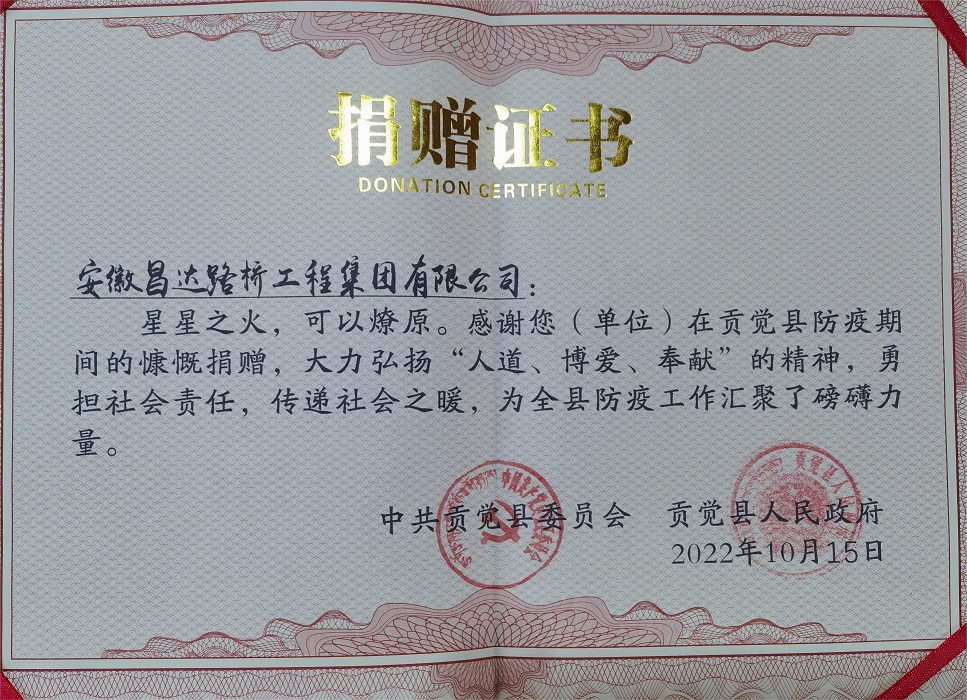 捐赠证书
DONATION CERTIFICATE
安徽昌达路桥工程集团有限公司：
星星之火，可以燎原。感谢您（单位）在贡觉县防疫期
间的慷慨捐赠，大力弘扬“人道、博爱、奉献”的精神，勇
担社会责任，传递社会之暖，为全县防疫工作汇聚了磅礴力
量。
中共贡觉县委员会 贡觉县人民政府
2022年10月15日